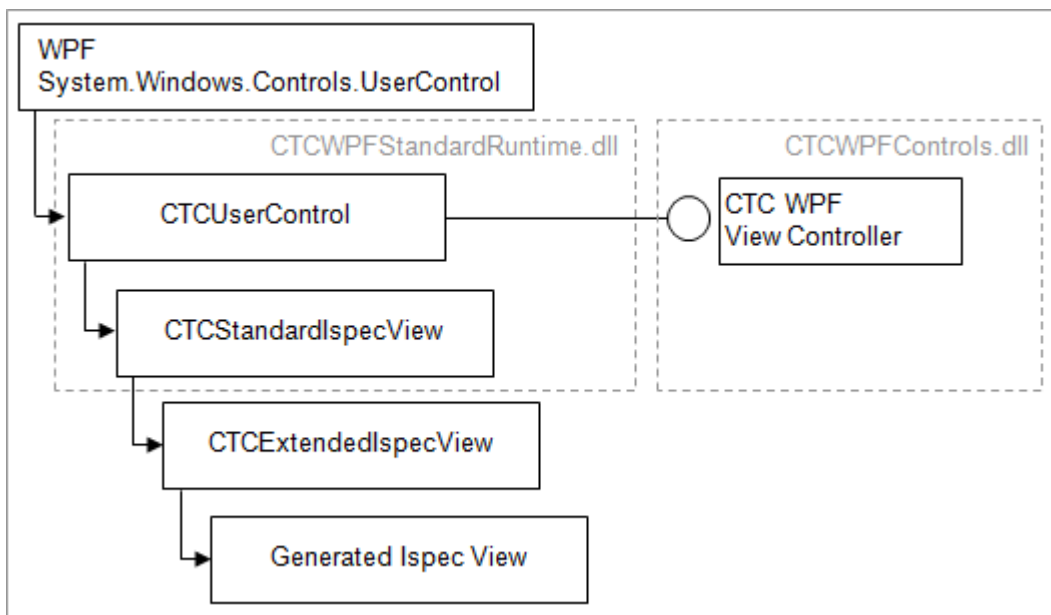 WPF
System.Windows.Controls.UserControl
CTCWPFStandardRuntime.dll
CTCWPFControls.dll
CTCUserControl
CTC WPF
View Controller
CTCStandardIspecView
CTCExtendedIspecView
Generated Ispec View